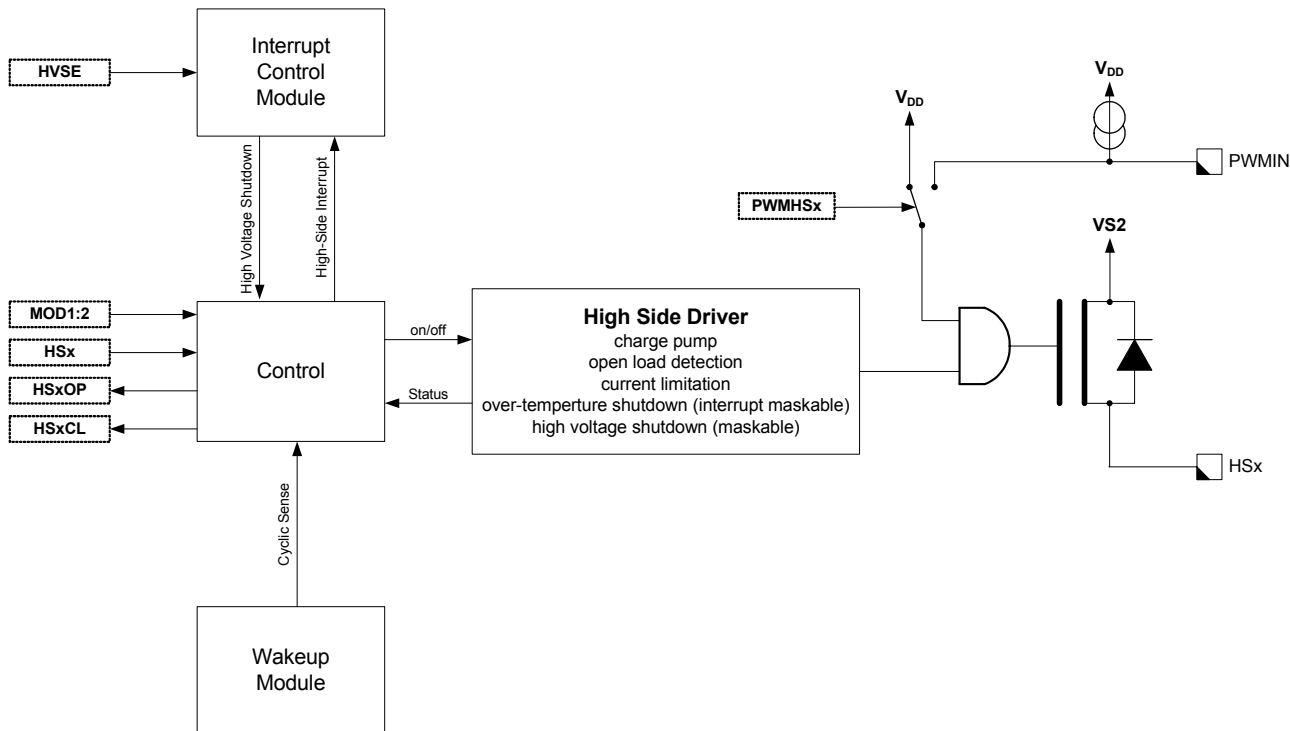 Interrupt
Control
Module
HVSE
High Voltage Shutdown
High-Side Interrupt
VDD
VDD
PWMIN
PWMHSx
VS2
MOD1:2
HSx
HSxOP
HSxCL
Control
on/off
Status
High Side Driver
charge pump
open load detection
current limitation
over-temperture shutdown (interrupt maskable)
high voltage shutdown (maskable)
HSx
Cyclic Sense
Wakeup
Module